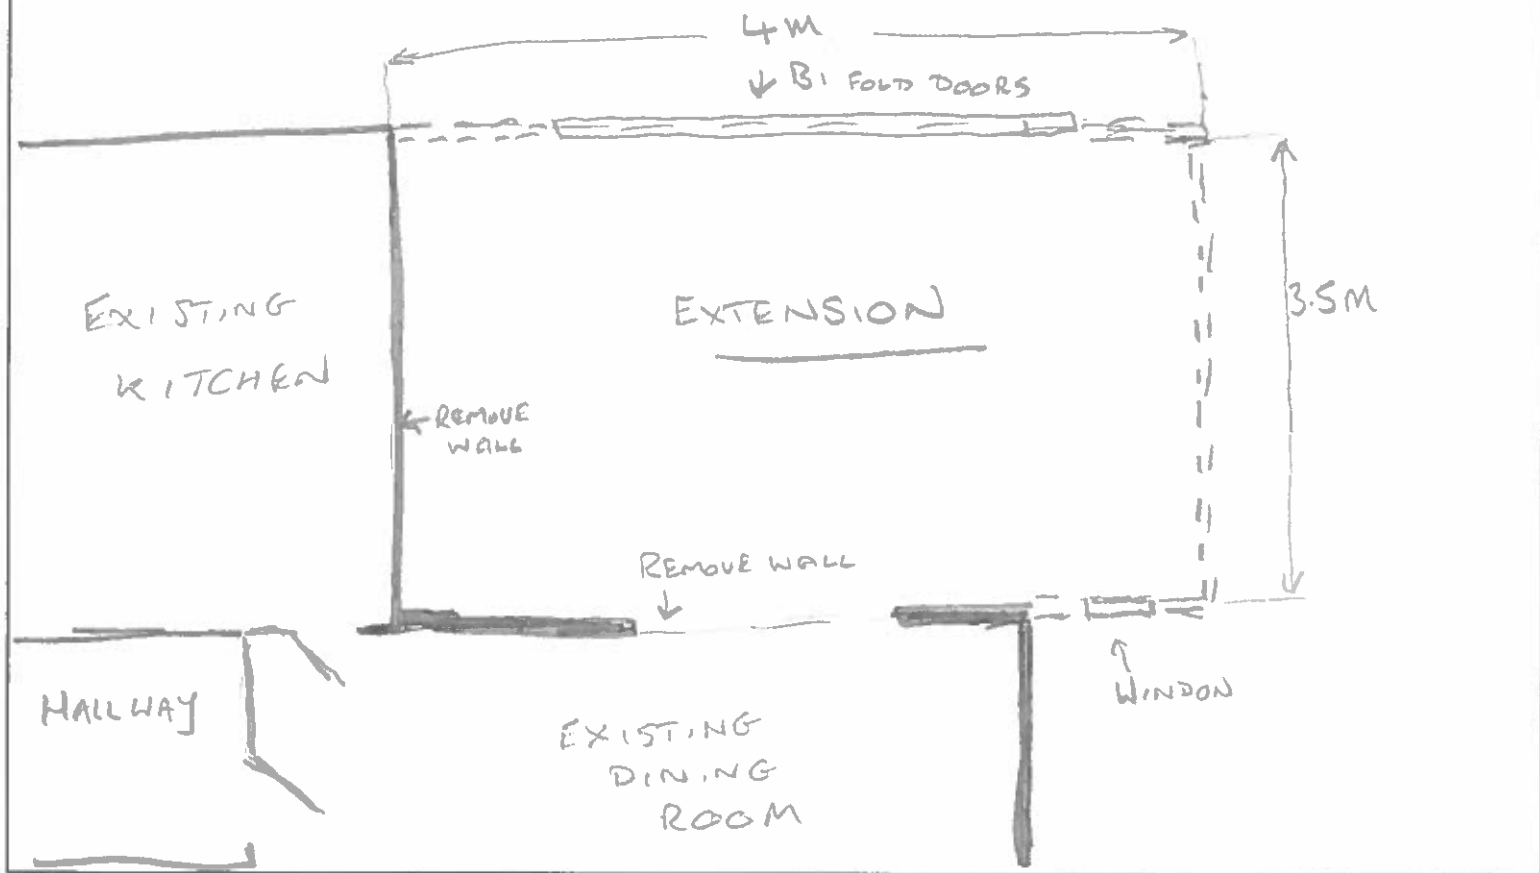 4M
BI FOLD DOORS
EXISTING
KITCHEN
EXTENSION
3.5M
REMOVE
WALL
REMOVE WALL
HALLWAY
WINDOW
EXISTING
DINING
ROOM